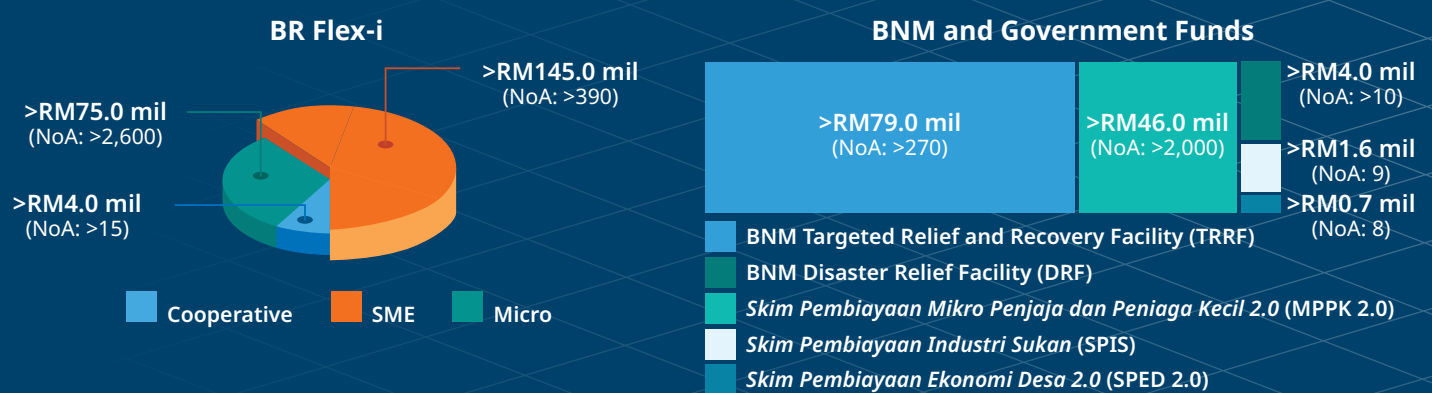 BR Flex-i
>RM145.0 mil
(NoA: >390)
>RM75.0 mil
(NoA: >2,600)
>RM4.0 mil
(NoA: >15)
Cooperative
SME
Micro
BNM and Government Funds
>RM79.0 mil
(NoA: >270)
>RM46.0 mil
(NoA: >2,000)
>RM4.0 mil
(NoA: >10)
>RM1.6 mil
(NoA: 9)
>RM0.7 mil
(NoA: 8)
BNM Targeted Relief and Recovery Facility (TRRF)
BNM Disaster Relief Facility (DRF)
Skim Pembiayaan Mikro Penjaja dan Peniaga Kecil 2.0 (MPPK 2.0)
Skim Pembiayaan Industri Sukan (SPIS)
Skim Pembiayaan Ekonomi Desa 2.0 (SPED 2.0)